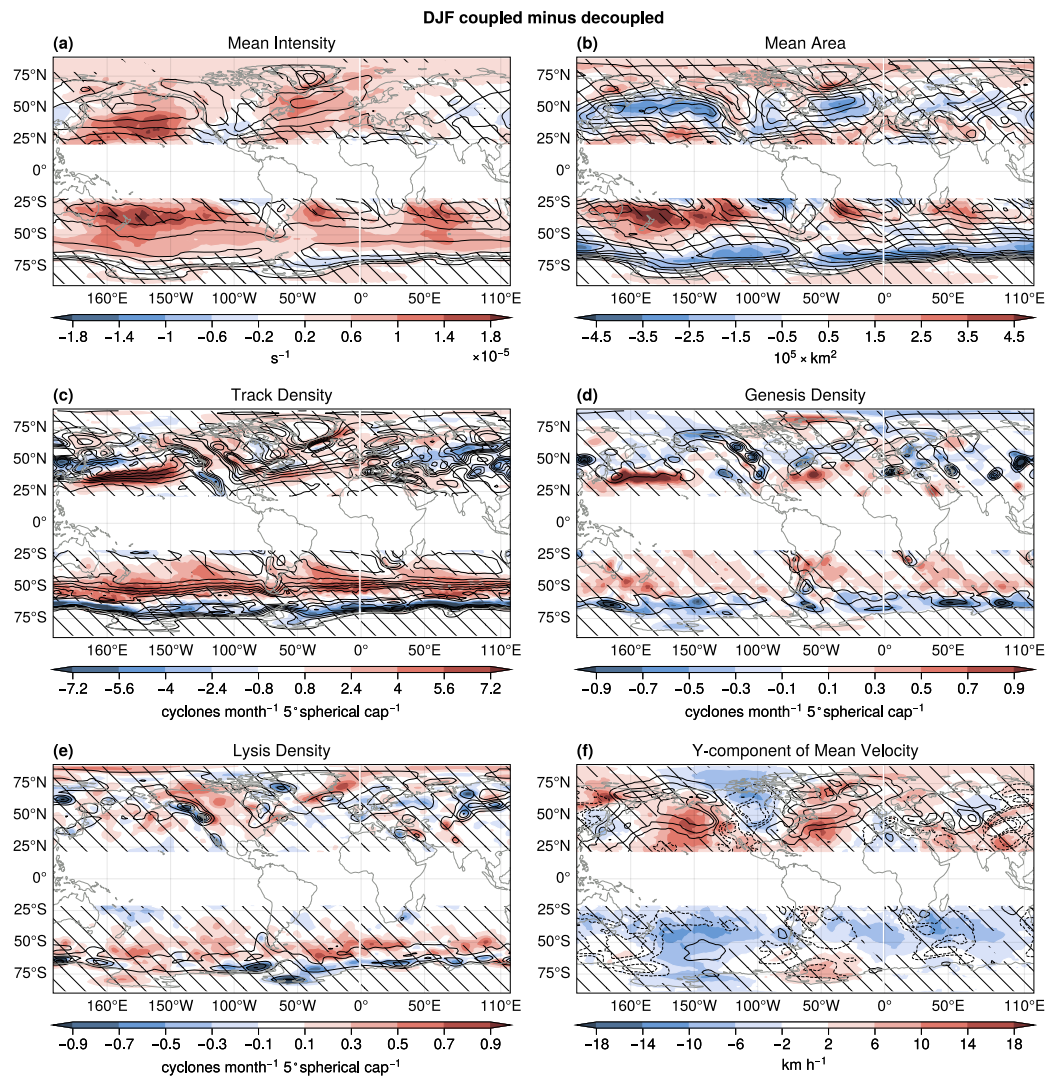 DJF coupled minus decoupled
(a) Mean Intensity
75°N
50°N
25°N
0°
25°S
50°S
75°S
160°E 150°W 100°W 50°W 0° 50°E 110°E
−1.8 −1.4 −1 −0.6 −0.2 0.2 0.6 1 1.4 1.8
×10⁻⁵
s⁻¹
(b) Mean Area
75°N
50°N
25°N
0°
25°S
50°S
75°S
160°E 150°W 100°W 50°W 0° 50°E 110°E
−4.5 −3.5 −2.5 −1.5 −0.5 0.5 1.5 2.5 3.5 4.5
10⁵ × km²
(c) Track Density
75°N
50°N
25°N
0°
25°S
50°S
75°S
160°E 150°W 100°W 50°W 0° 50°E 110°E
−7.2 −5.6 −4 −2.4 −0.8 0.8 2.4 4 5.6 7.2
cyclones month⁻¹ 5°spherical cap⁻¹
(d) Genesis Density
75°N
50°N
25°N
0°
25°S
50°S
75°S
160°E 150°W 100°W 50°W 0° 50°E 110°E
−0.9 −0.7 −0.5 −0.3 −0.1 0.1 0.3 0.5 0.7 0.9
cyclones month⁻¹ 5°spherical cap⁻¹
(e) Lysis Density
75°N
50°N
25°N
0°
25°S
50°S
75°S
160°E 150°W 100°W 50°W 0° 50°E 110°E
−0.9 −0.7 −0.5 −0.3 −0.1 0.1 0.3 0.5 0.7 0.9
cyclones month⁻¹ 5°spherical cap⁻¹
(f) Y-component of Mean Velocity
75°N
50°N
25°N
0°
25°S
50°S
75°S
160°E 150°W 100°W 50°W 0° 50°E 110°E
−18 −14 −10 −6 −2 2 6 10 14 18
km h⁻¹